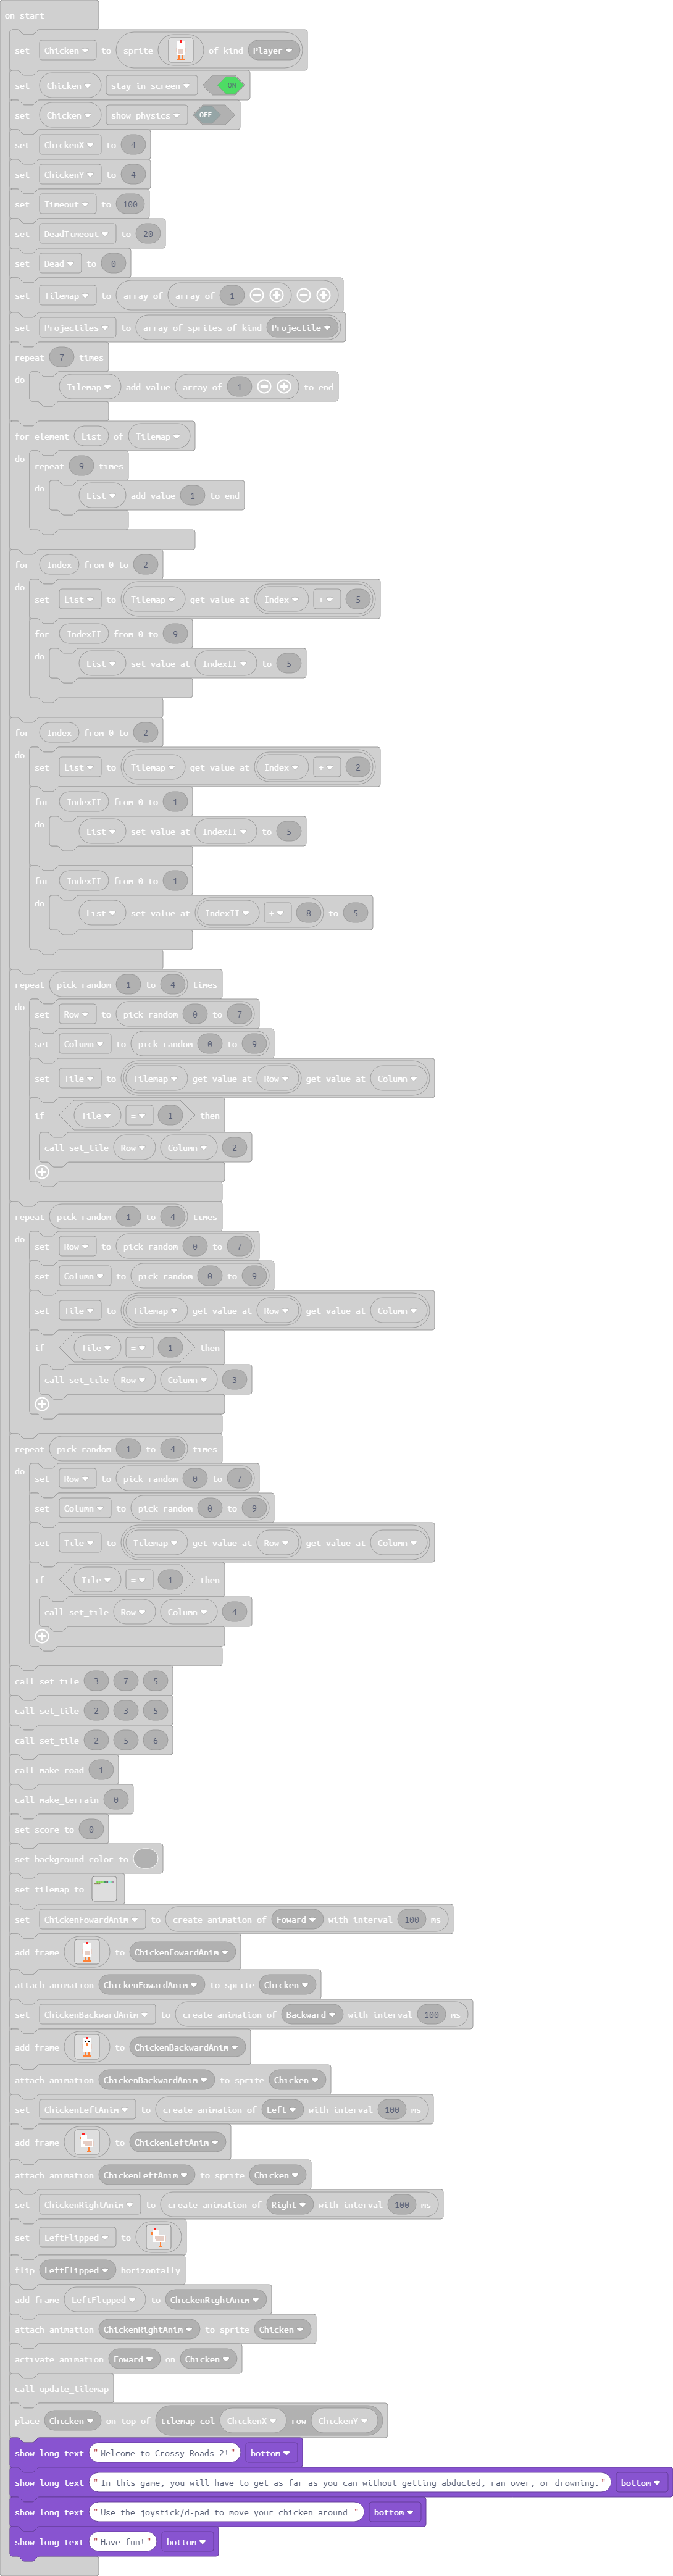 on start
set Chicken to sprite of kind Player
set Chicken stay in screen ON
set Chicken show physics OFF
set ChickenX to 4
set ChickenY to 4
set Timeout to 100
set DeadTimeout to 20
set Dead to 0
set Tilemap to array of array of 1
set Projectiles to array of sprites of kind Projectile
repeat 7 times
do Tilemap add value array of 1 to end
for element List of Tilemap
do repeat 9 times
do List add value 1 to end
for Index from 0 to 2
do set List to Tilemap get value at Index + 5
for IndexII from 0 to 9
do List set value at IndexII to 5
for Index from 0 to 2
do set List to Tilemap get value at Index + 2
for IndexII from 0 to 1
do List set value at IndexII to 5
for IndexII from 0 to 1
do List set value at IndexII + 8 to 5
repeat pick random 1 to 4 times
do set Row to pick random 0 to 7
set Column to pick random 0 to 9
set Tile to Tilemap get value at Row get value at Column
if Tile = 1 then
call set_tile Row Column 2
repeat pick random 1 to 4 times
do set Row to pick random 0 to 7
set Column to pick random 0 to 9
set Tile to Tilemap get value at Row get value at Column
if Tile = 1 then
call set_tile Row Column 3
repeat pick random 1 to 4 times
do set Row to pick random 0 to 7
set Column to pick random 0 to 9
set Tile to Tilemap get value at Row get value at Column
if Tile = 1 then
call set_tile Row Column 4
call set_tile 3 7 5
call set_tile 2 3 5
call set_tile 2 5 6
call make_road 1
call make_terrain 0
set score to 0
set background color to
set tilemap to
set ChickenFowardAnim to create animation of Foward with interval 100 ms
add frame to ChickenFowardAnim
attach animation ChickenFowardAnim to sprite Chicken
set ChickenBackwardAnim to create animation of Backward with interval 100 ms
add frame to ChickenBackwardAnim
attach animation ChickenBackwardAnim to sprite Chicken
set ChickenLeftAnim to create animation of Left with interval 100 ms
add frame to ChickenLeftAnim
attach animation ChickenLeftAnim to sprite Chicken
set ChickenRightAnim to create animation of Right with interval 100 ms
set LeftFlipped to
flip LeftFlipped horizontally
add frame LeftFlipped to ChickenRightAnim
attach animation ChickenRightAnim to sprite Chicken
activate animation Foward on Chicken
call update_tilemap
place Chicken on top of tilemap col ChickenX row ChickenY
show long text "Welcome to Crossy Roads 2!" bottom
show long text "In this game, you will have to get as far as you can without getting abducted, ran over, or drowning." bottom
show long text "Use the joystick/d-pad to move your chicken around." bottom
show long text "Have fun!" bottom